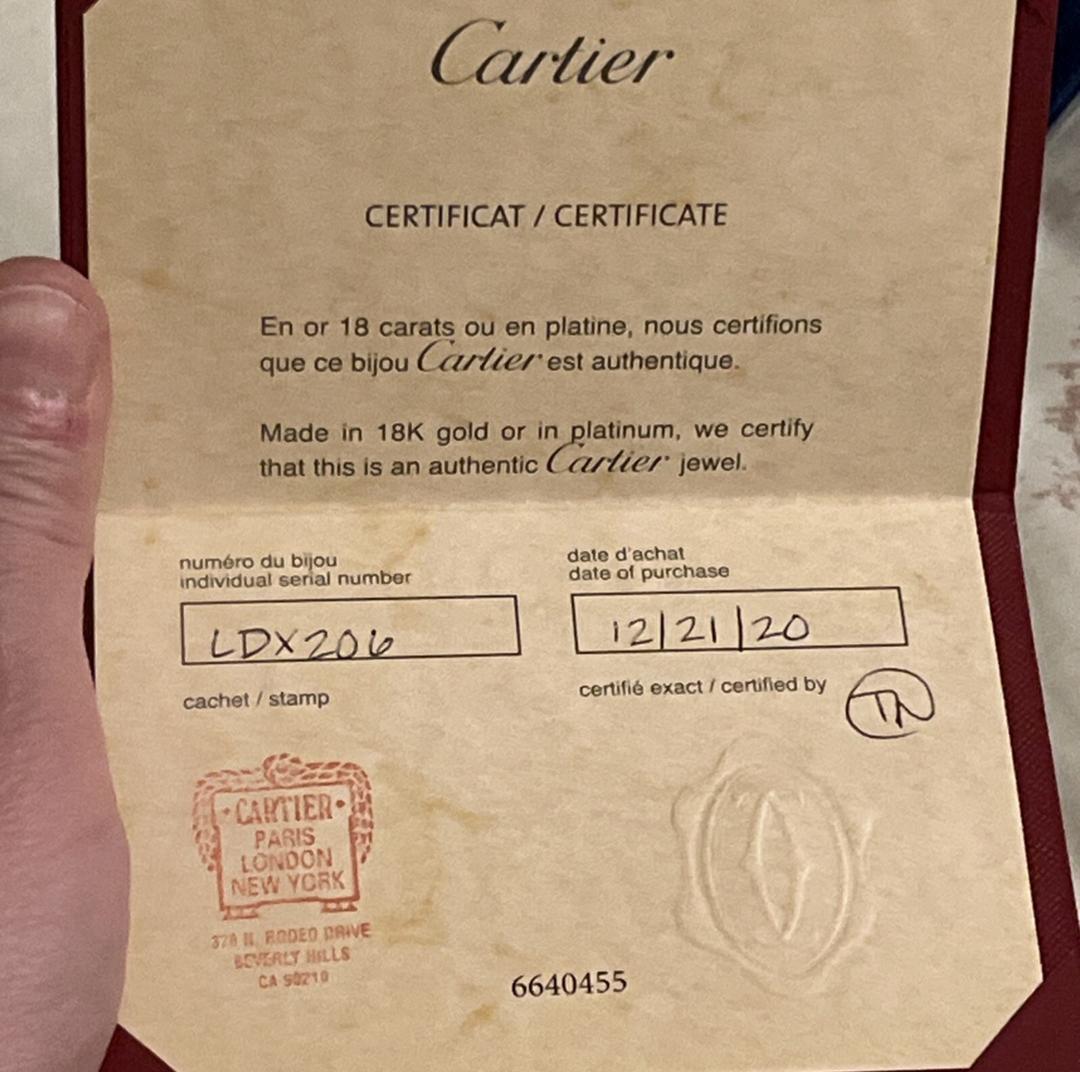 Cartier
CERTIFICAT / CERTIFICATE
En or 18 carats ou en platine, nous certifions
que ce bijou Cartier est authentique.
Made in 18K gold or in platinum, we certify
that this is an authentic Cartier jewel.
numéro du bijou
individual serial number
LDX206
date d'achat
date of purchase
12/21/20
cachet / stamp
certifié exact / certified by
TN
·CARTIER·
PARIS
LONDON
NEW YORK
N. RODEO DRIVE
BEVERLY HILLS
CA 90210
6640455